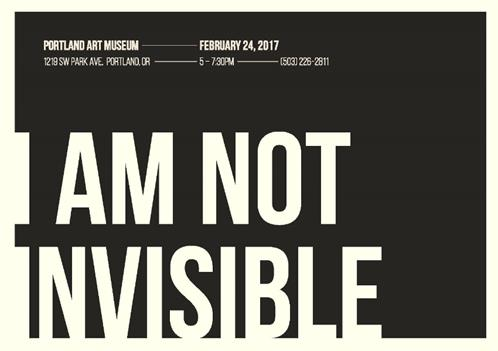 PORTLAND ART MUSEUM FEBRUARY 24, 2017
1219 SW PARK AVE. PORTLAND, OR 5 – 7:30PM (503) 226-2811
I AM NOT
INVISIBLE